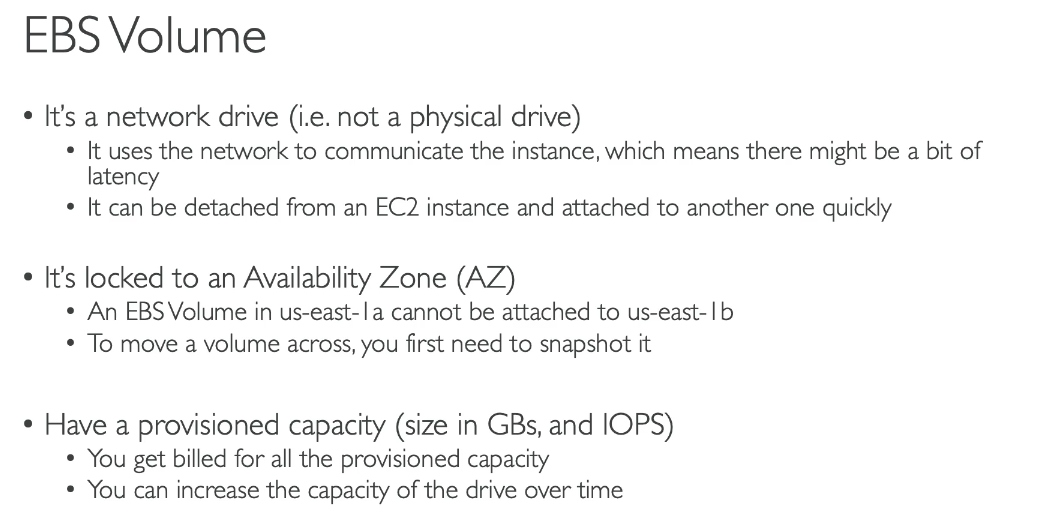 EBS Volume
• It's a network drive (i.e. not a physical drive)
• It uses the network to communicate the instance, which means there might be a bit of
latency
• It can be detached from an EC2 instance and attached to another one quickly
• It's locked to an Availability Zone (AZ)
• An EBS Volume in us-east-1a cannot be attached to us-east-1b
• To move a volume across, you first need to snapshot it
• Have a provisioned capacity (size in GBs, and IOPS)
• You get billed for all the provisioned capacity
• You can increase the capacity of the drive over time